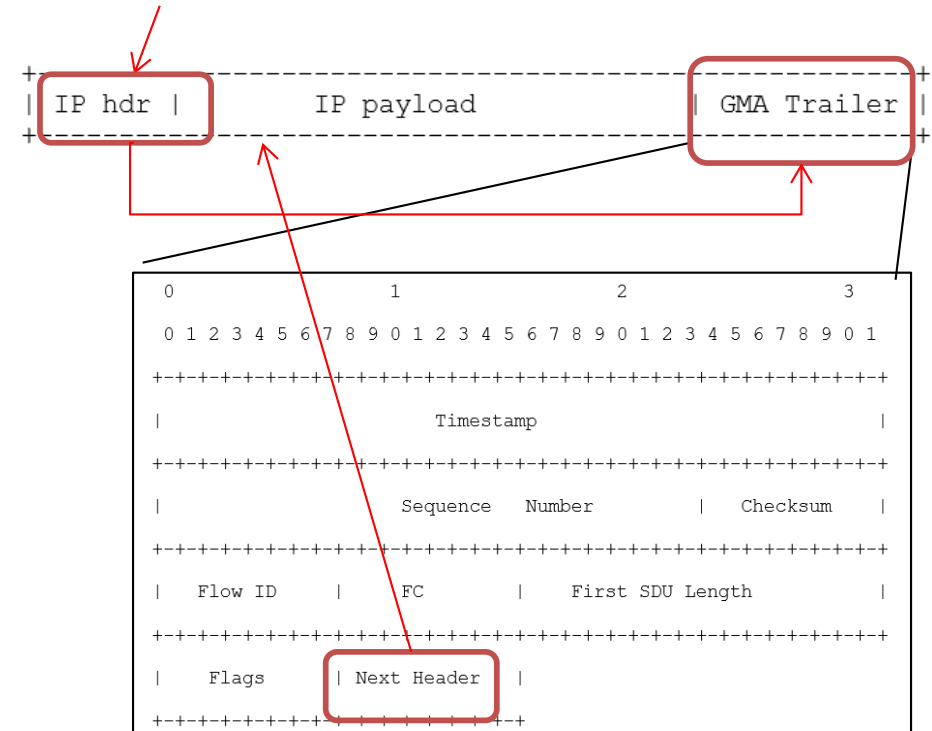 +-----------------------------------------------------+
| IP hdr | IP payload | GMA Trailer |
+-----------------------------------------------------+
0 1 2 3
0 1 2 3 4 5 6 7 8 9 0 1 2 3 4 5 6 7 8 9 0 1 2 3 4 5 6 7 8 9 0 1
+-+-+-+-+-+-+-+-+-+-+-+-+-+-+-+-+-+-+-+-+-+-+-+-+-+-+-+-+-+-+-+-+
| Timestamp |
+-+-+-+-+-+-+-+-+-+-+-+-+-+-+-+-+-+-+-+-+-+-+-+-+-+-+-+-+-+-+-+-+
| Sequence Number | Checksum |
+-+-+-+-+-+-+-+-+-+-+-+-+-+-+-+-+-+-+-+-+-+-+-+-+-+-+-+-+-+-+-+-+
| Flow ID | FC | First SDU Length |
+-+-+-+-+-+-+-+-+-+-+-+-+-+-+-+-+-+-+-+-+-+-+-+-+-+-+-+-+-+-+-+-+
| Flags | Next Header |
+-+-+-+-+-+-+-+-+-+-+-+-+-+-+-+-+